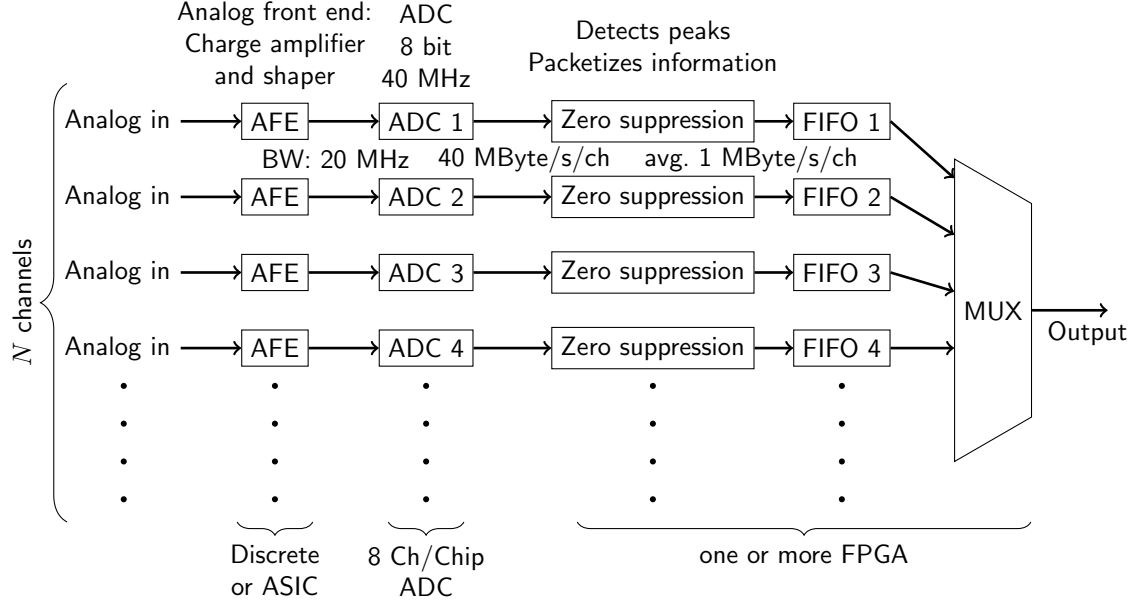 Analog front end:
Charge amplifier
and shaper
ADC
8 bit
40 MHz
Detects peaks
Packetizes information
Analog in
AFE
ADC 1
Zero suppression
FIFO 1
BW: 20 MHz
40 MByte/s/ch
avg. 1 MByte/s/ch
Analog in
AFE
ADC 2
Zero suppression
FIFO 2
Analog in
AFE
ADC 3
Zero suppression
FIFO 3
Analog in
AFE
ADC 4
Zero suppression
FIFO 4
N channels
MUX
Output
Discrete
or ASIC
8 Ch/Chip
ADC
one or more FPGA